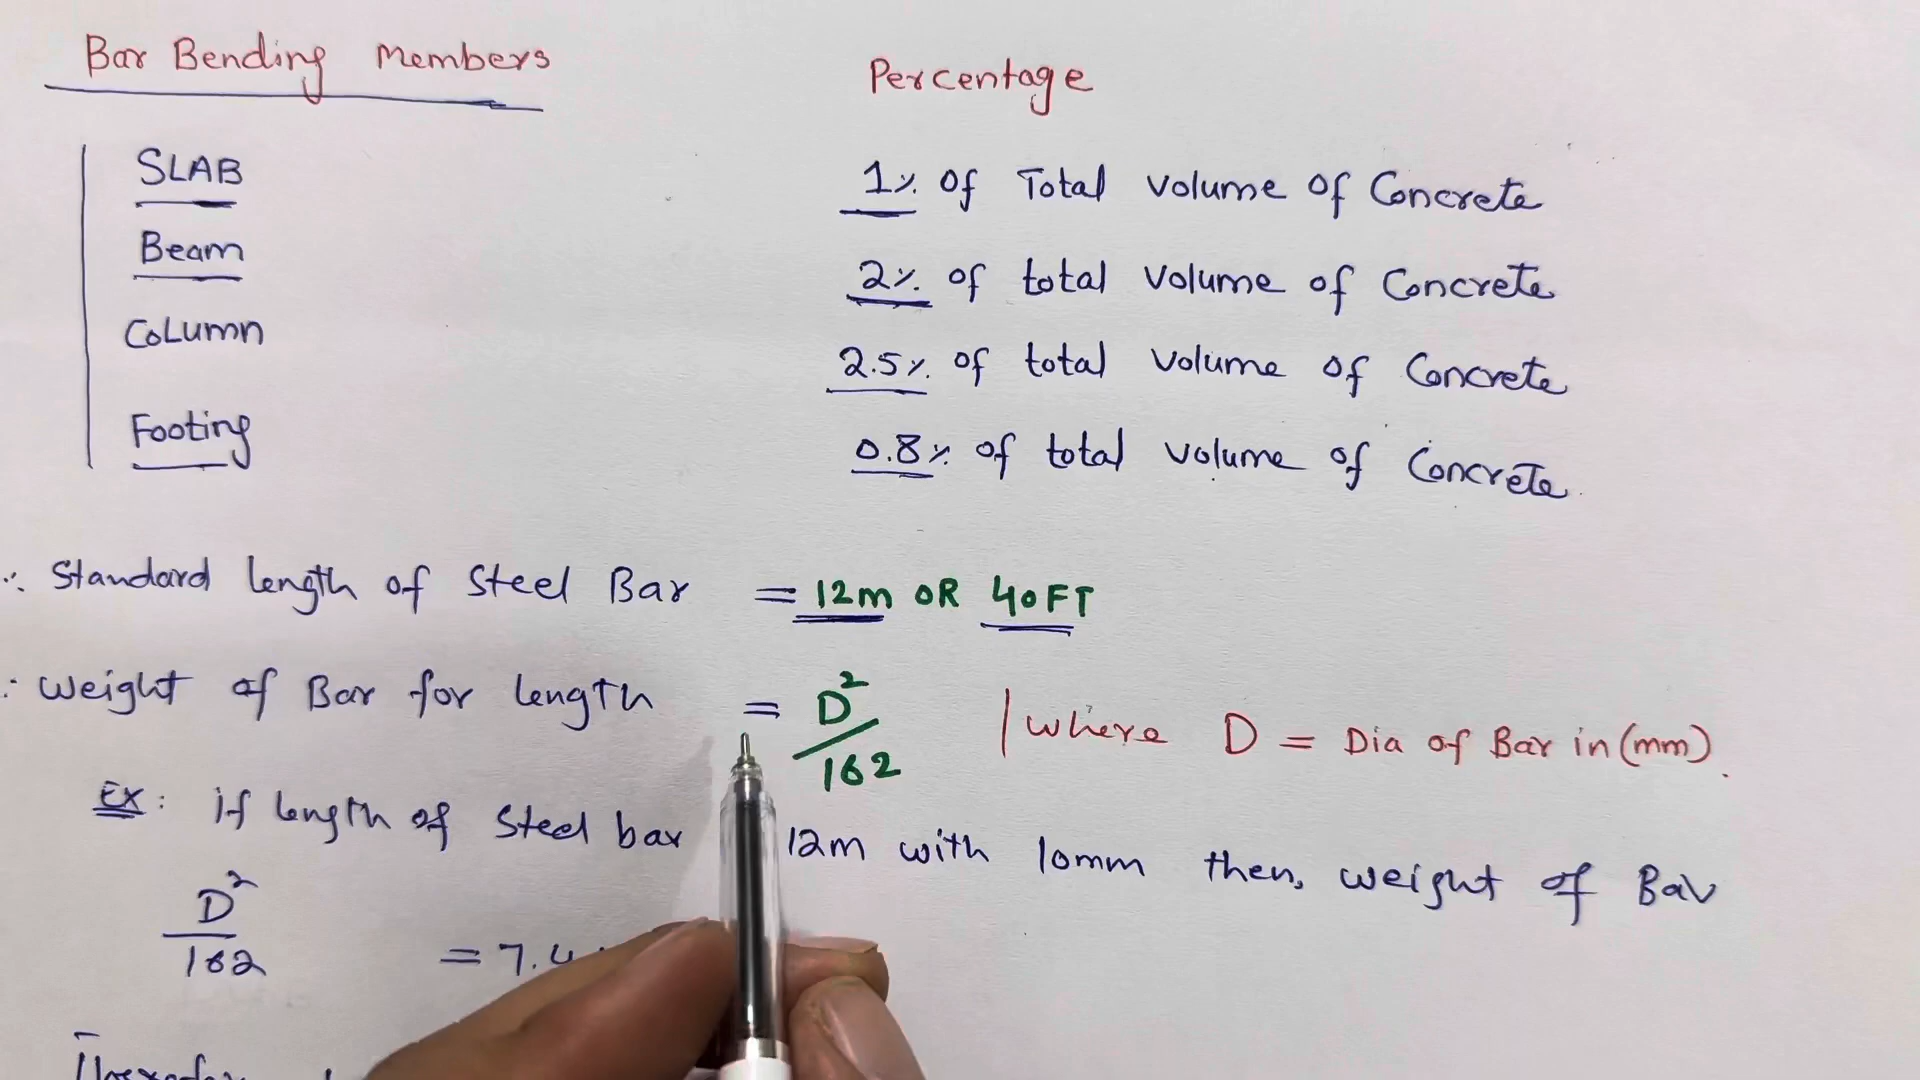 Bar Bending Members
Percentage
SLAB
1% of Total volume of Concrete
Beam
2% of total volume of Concrete
Column
2.5% of total volume of Concrete
Footing
0.8% of total volume of Concrete
∴ Standard length of Steel Bar = 12m OR 40FT
∴ Weight of Bar for length = D²/162 | where D = Dia of Bar in (mm).
Ex: if length of Steel bar 12m with 10mm then, weight of Bar
D²/162 = 7.4